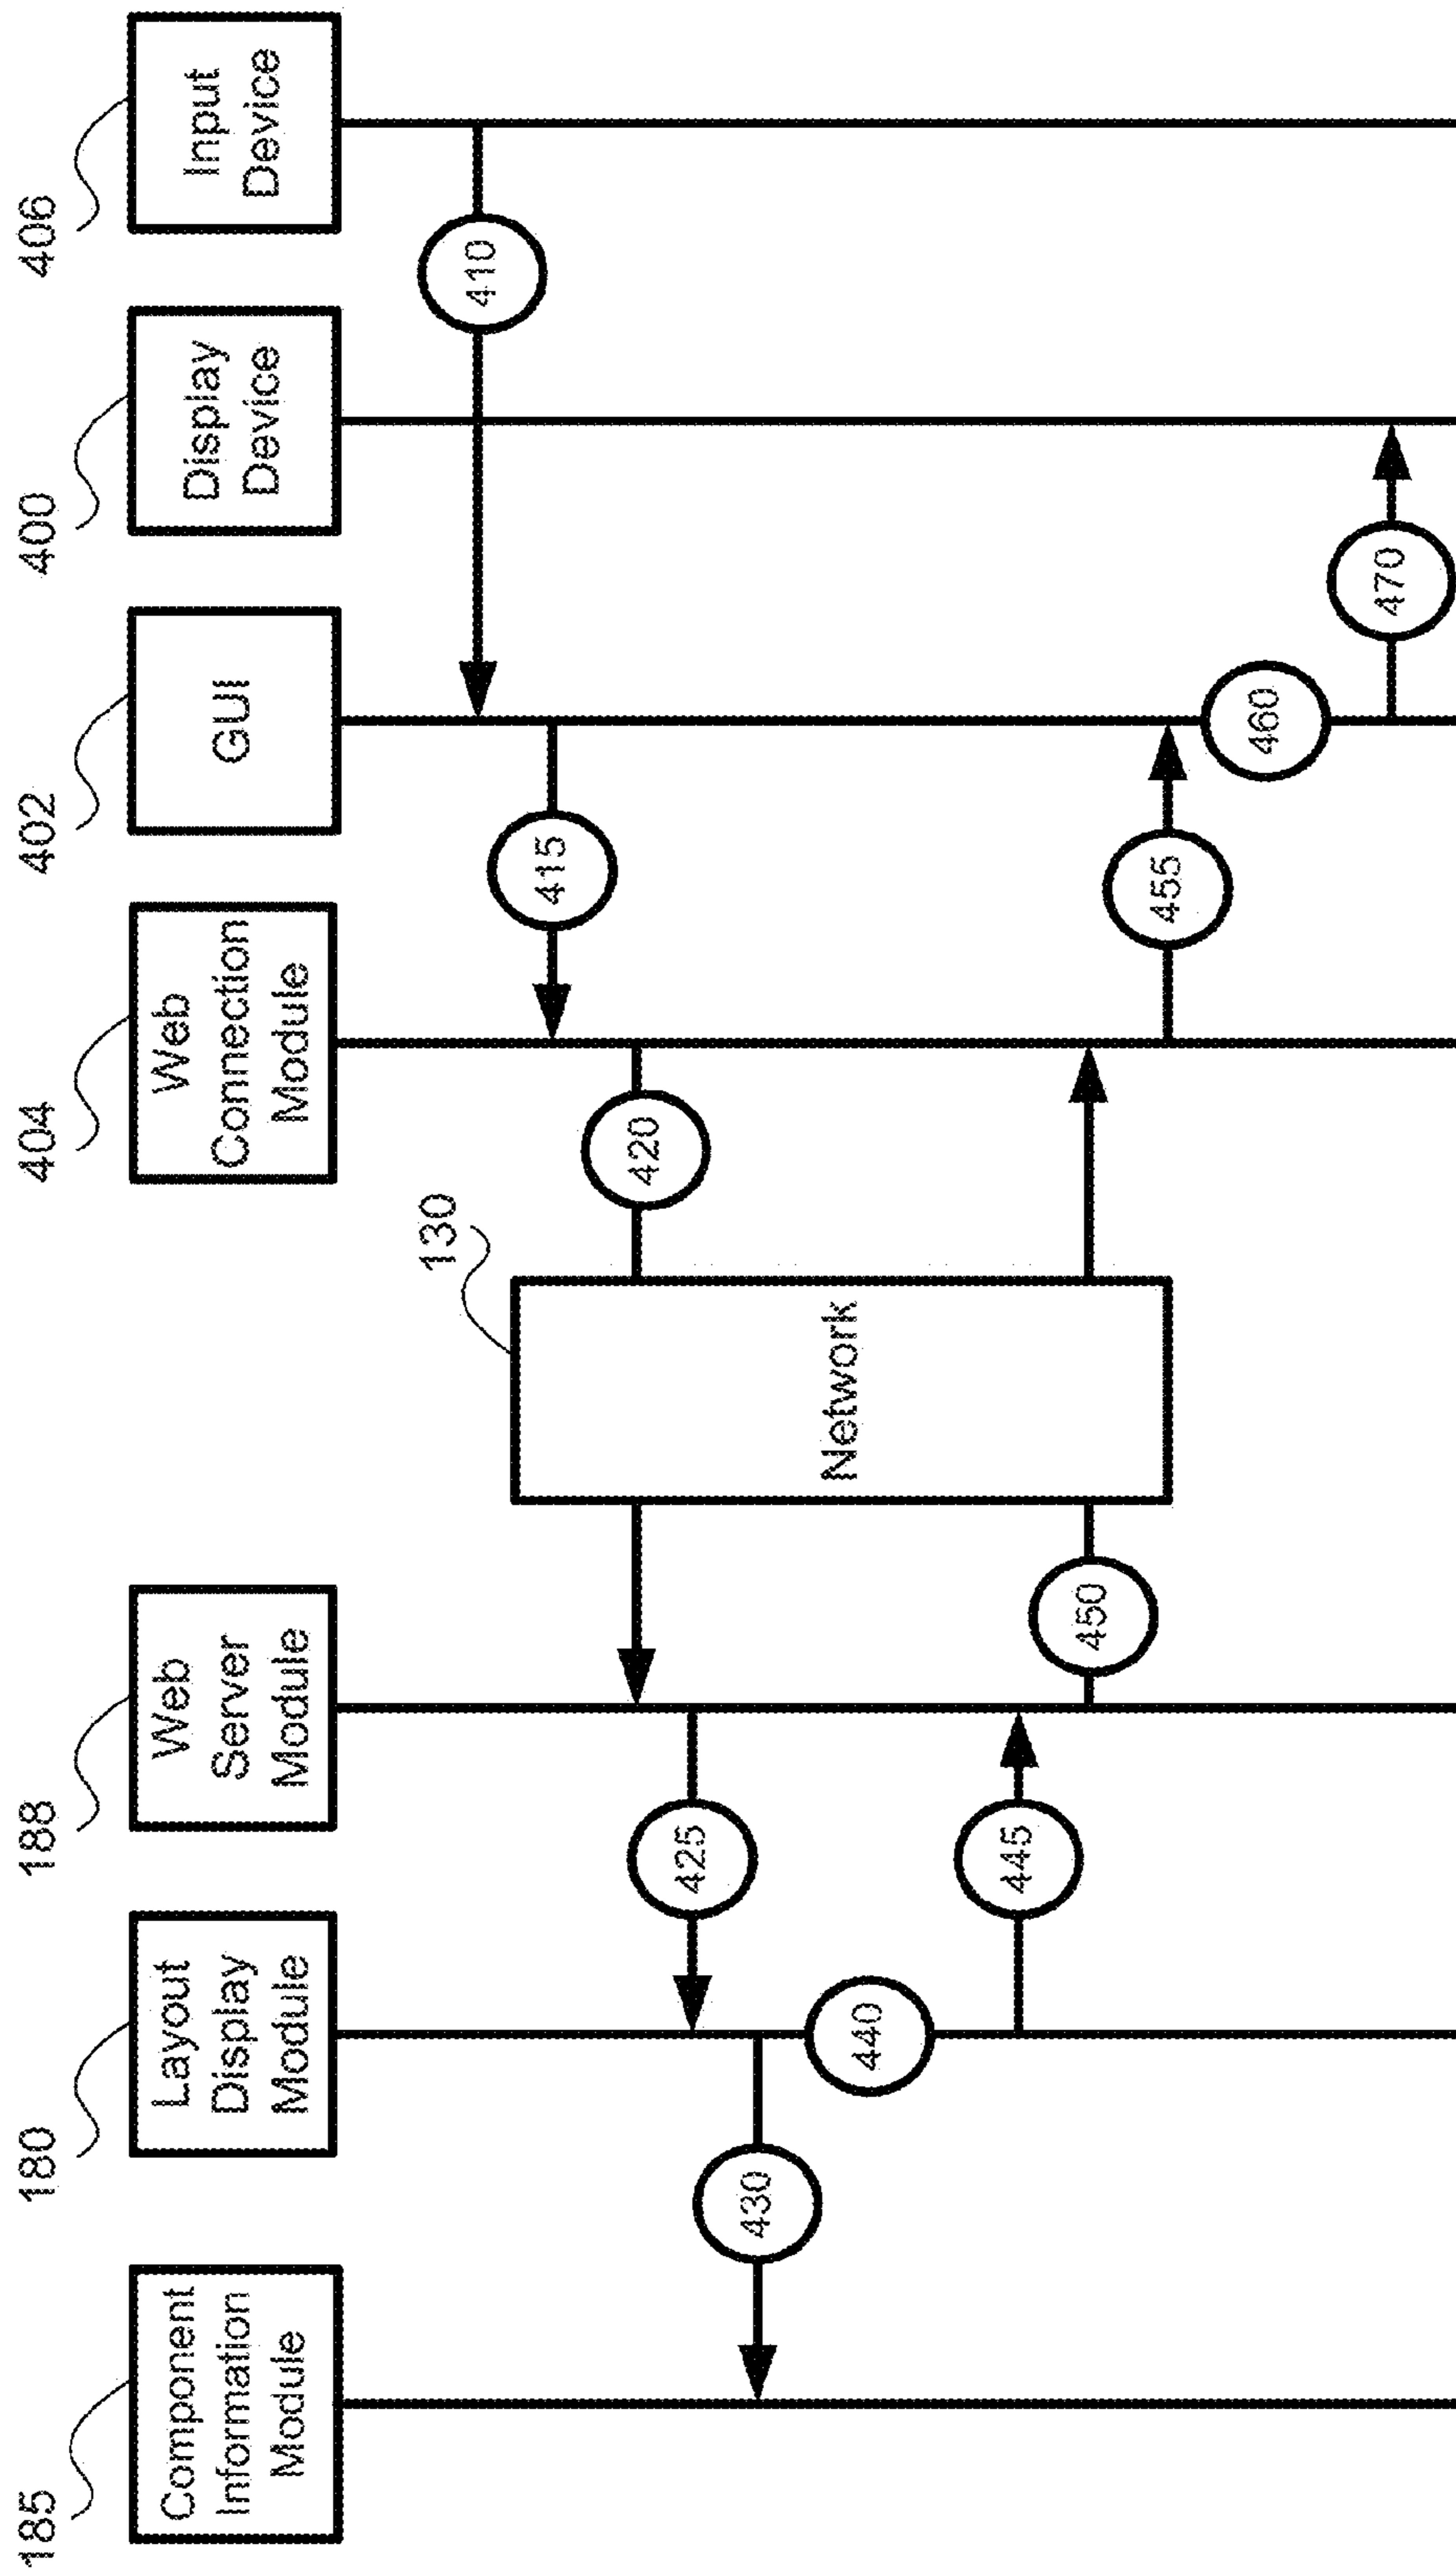 185
180
188
404
402
400
406
Component
Information
Module
Layout
Display
Module
Web
Server
Module
Web
Connection
Module
GUI
Display
Device
Input
Device
130
Network
410
415
420
425
430
440
445
450
455
460
470